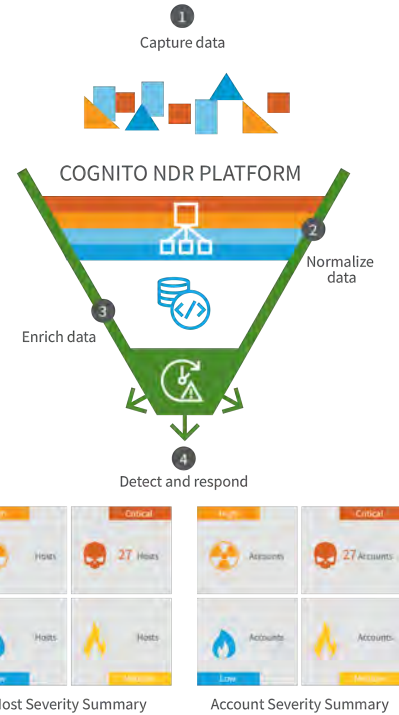 1
Capture data
COGNITO NDR PLATFORM
2
Normalize
data
3
Enrich data
4
Detect and respond
Critical
High
Critical
Hosts
27 Hosts
Accounts
27 Accounts
Hosts
Hosts
Accounts
Accounts
Low
Host Severity Summary
Account Severity Summary